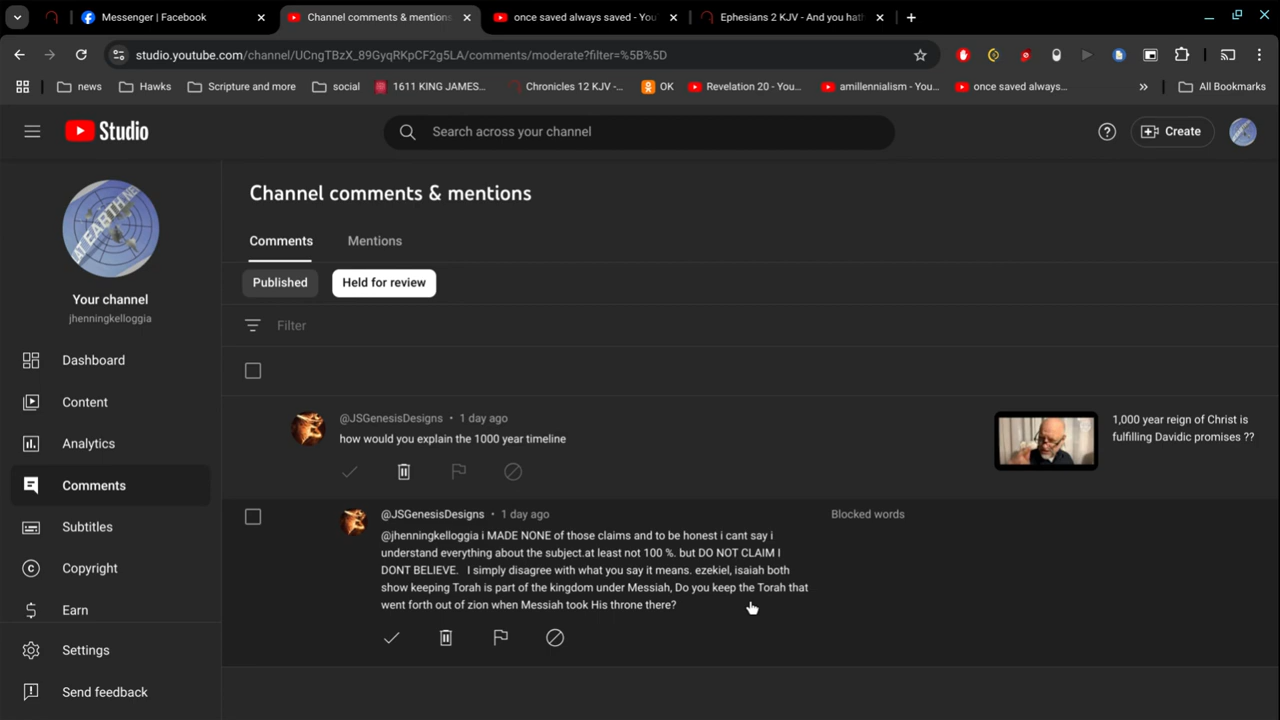 Messenger | Facebook
Channel comments & mentions
once saved always saved - You
Ephesians 2 KJV - And you hat
studio.youtube.com/channel/UCngTBzX_89GyqRKpCF2g5LA/comments/moderate?filter=%5B%5D
news
Hawks
Scripture and more
social
1611 KING JAMES...
Chronicles 12 KJV -...
OK
Revelation 20 - You...
amillennialism - You...
once saved always...
»
All Bookmarks
Studio
Search across your channel
Create
AT EARTH.NE
Your channel
jhenningkelloggia
Dashboard
Content
Analytics
Comments
Subtitles
Copyright
Earn
Settings
Send feedback
Channel comments & mentions
Comments
Mentions
Published
Held for review
Filter
@JSGenesisDesigns • 1 day ago
how would you explain the 1000 year timeline
1,000 year reign of Christ is
fulfilling Davidic promises ??
@JSGenesisDesigns • 1 day ago
Blocked words
@jhenningkelloggia i MADE NONE of those claims and to be honest i cant say i
understand everything about the subject.at least not 100 %. but DO NOT CLAIM I
DONT BELIEVE. I simply disagree with what you say it means. ezekiel, isaiah both
show keeping Torah is part of the kingdom under Messiah, Do you keep the Torah that
went forth out of zion when Messiah took His throne there?